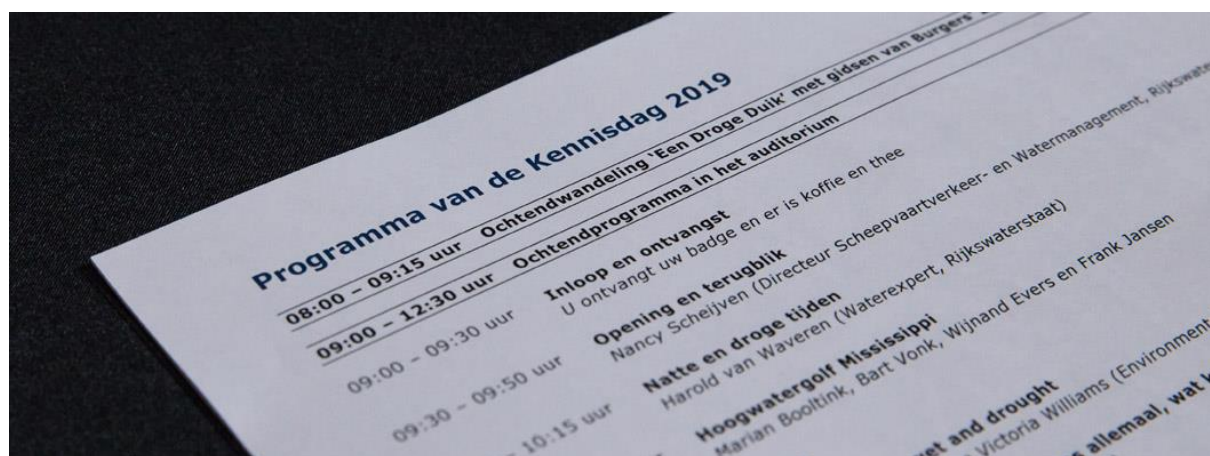 Programma van de Kennisdag 2019
08:00 – 09:15 uur Ochtendwandeling ‘Een Droge Duik’ met gidsen van Burgers’
09:00 – 12:30 uur Ochtendprogramma in het auditorium
09:00 – 09:30 uur Inloop en ontvangst
U ontvangt uw badge en er is koffie en thee
09:30 – 09:50 uur Opening en terugblik
Nancy Scheijven (Directeur Scheepvaartverkeer- en Watermanagement,
10:15 uur Natte en droge tijden
Harold van Waveren (Waterexpert, Rijkswaterstaat)
Hoogwatergolf Mississippi
Marian Booltink, Bart Vonk, Wijnand Evers en Frank Jansen
and drought
Victoria Williams
allemaal, wat